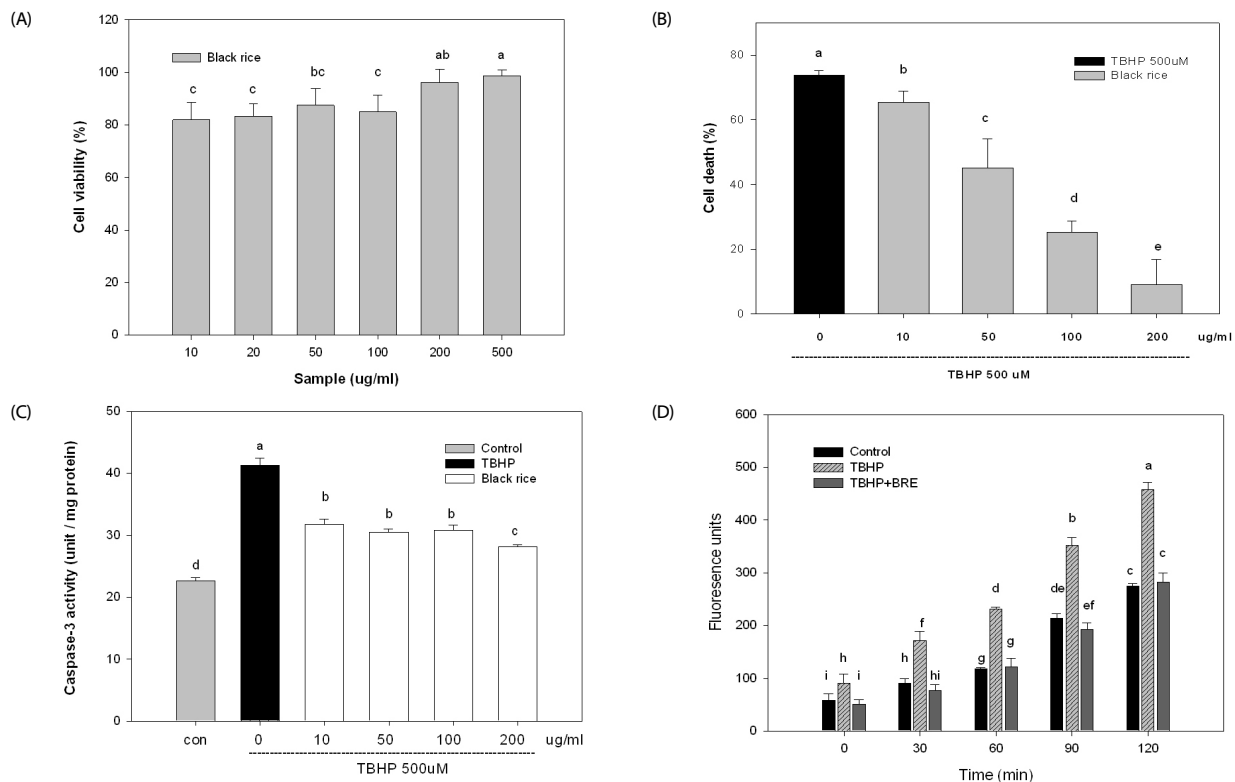 (A)
120
100
80
60
40
20
0
Cell viability (%)
Black rice
c
c
bc
c
ab
a
10 20 50 100 200 500
Sample (ug/ml)
(B)
80
60
40
20
0
Cell death (%)
TBHP 500uM
Black rice
a
b
c
d
e
0 10 50 100 200 ug/ml
TBHP 500 uM
(C)
50
40
30
20
10
0
Caspase-3 activity (unit / mg protein)
Control
TBHP
Black rice
d
a
b
b
b
c
con 0 10 50 100 200 ug/ml
TBHP 500uM
(D)
600
500
400
300
200
100
0
Fluoresence units
Control
TBHP
TBHP+BRE
i h i
h f hi
g d g
de b ef
c a c
0 30 60 90 120
Time (min)